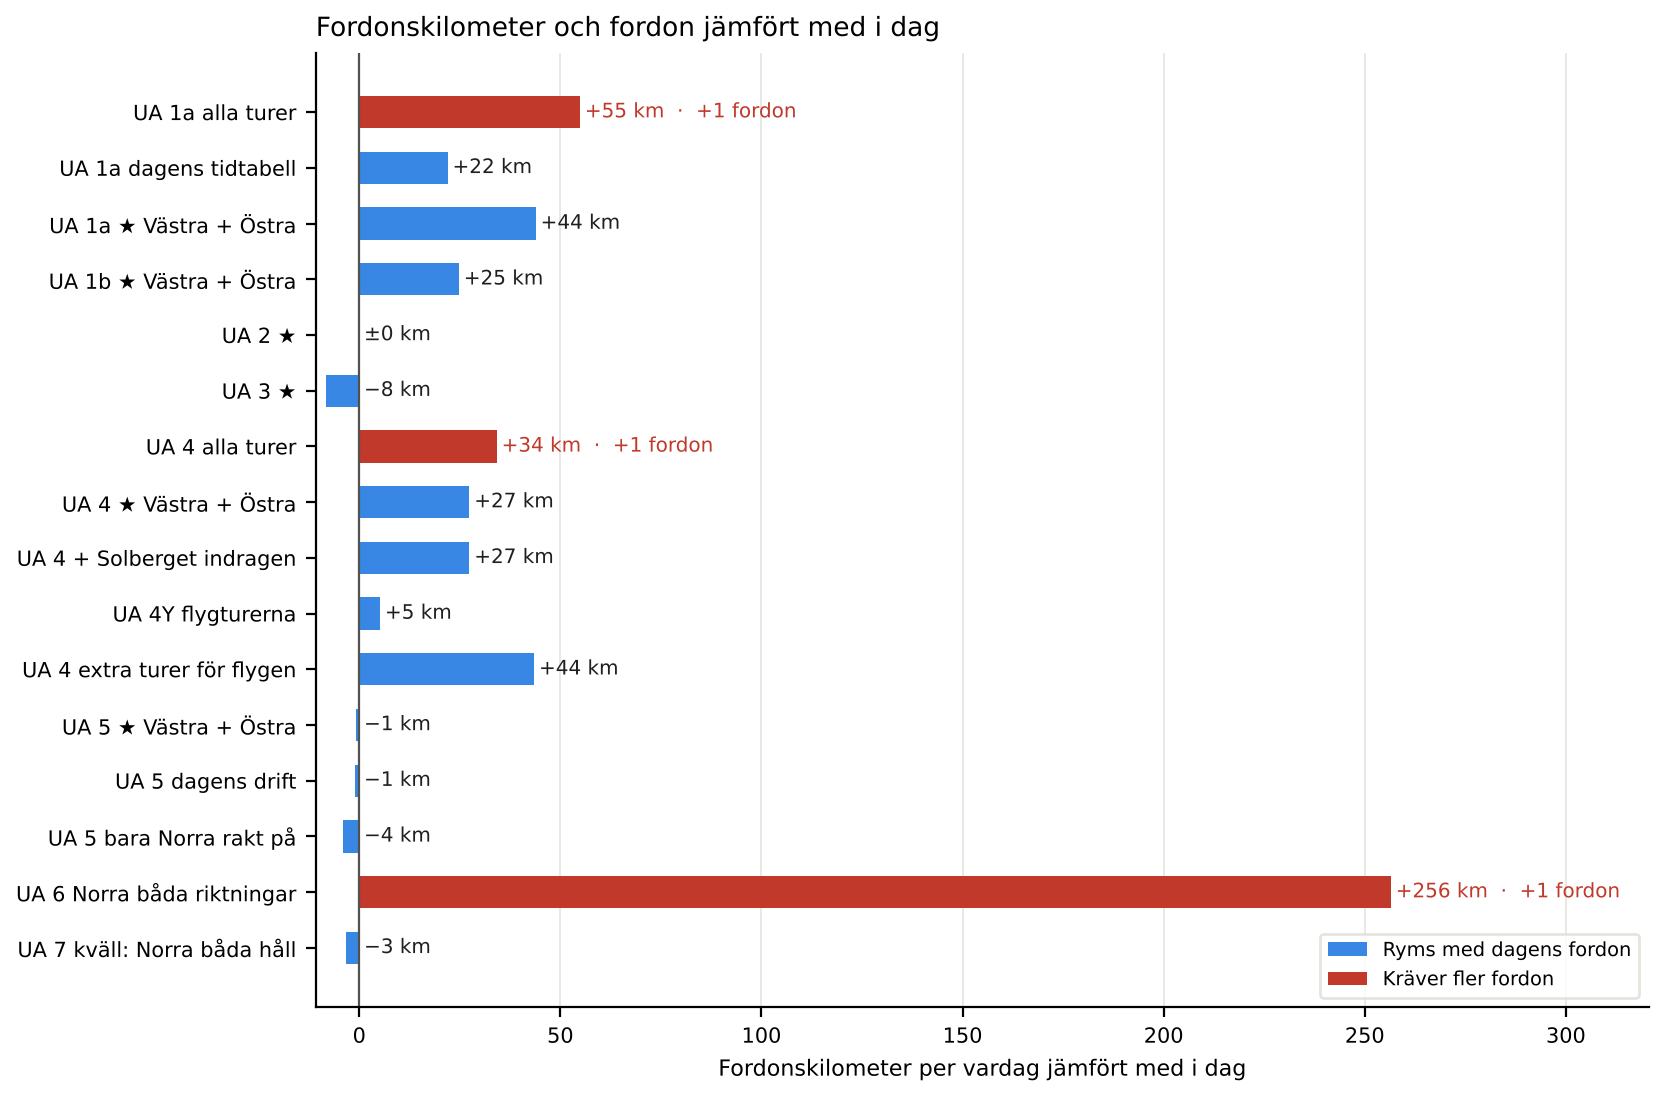 Fordonskilometer och fordon jämfört med i dag
UA 1a alla turer
+55 km · +1 fordon
UA 1a dagens tidtabell
+22 km
UA 1a ★ Västra + Östra
+44 km
UA 1b ★ Västra + Östra
+25 km
UA 2 ★
±0 km
UA 3 ★
−8 km
UA 4 alla turer
+34 km · +1 fordon
UA 4 ★ Västra + Östra
+27 km
UA 4 + Solberget indragen
+27 km
UA 4Y flygturerna
+5 km
UA 4 extra turer för flygen
+44 km
UA 5 ★ Västra + Östra
−1 km
UA 5 dagens drift
−1 km
UA 5 bara Norra rakt på
−4 km
UA 6 Norra båda riktningar
+256 km · +1 fordon
UA 7 kväll: Norra båda håll
−3 km
Ryms med dagens fordon
Kräver fler fordon
0 50 100 150 200 250 300
Fordonskilometer per vardag jämfört med i dag